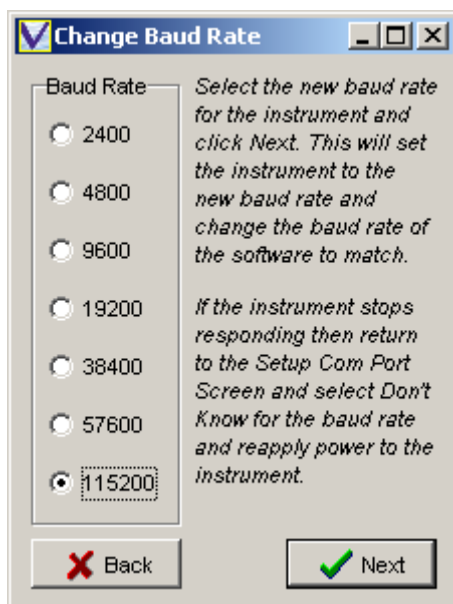 Change Baud Rate
Baud Rate
2400
4800
9600
19200
38400
57600
115200
Select the new baud rate
for the instrument and
click Next. This will set
the instrument to the
new baud rate and
change the baud rate of
the software to match.
If the instrument stops
responding then return
to the Setup Com Port
Screen and select Don't
Know for the baud rate
and reapply power to the
instrument.
Back
Next